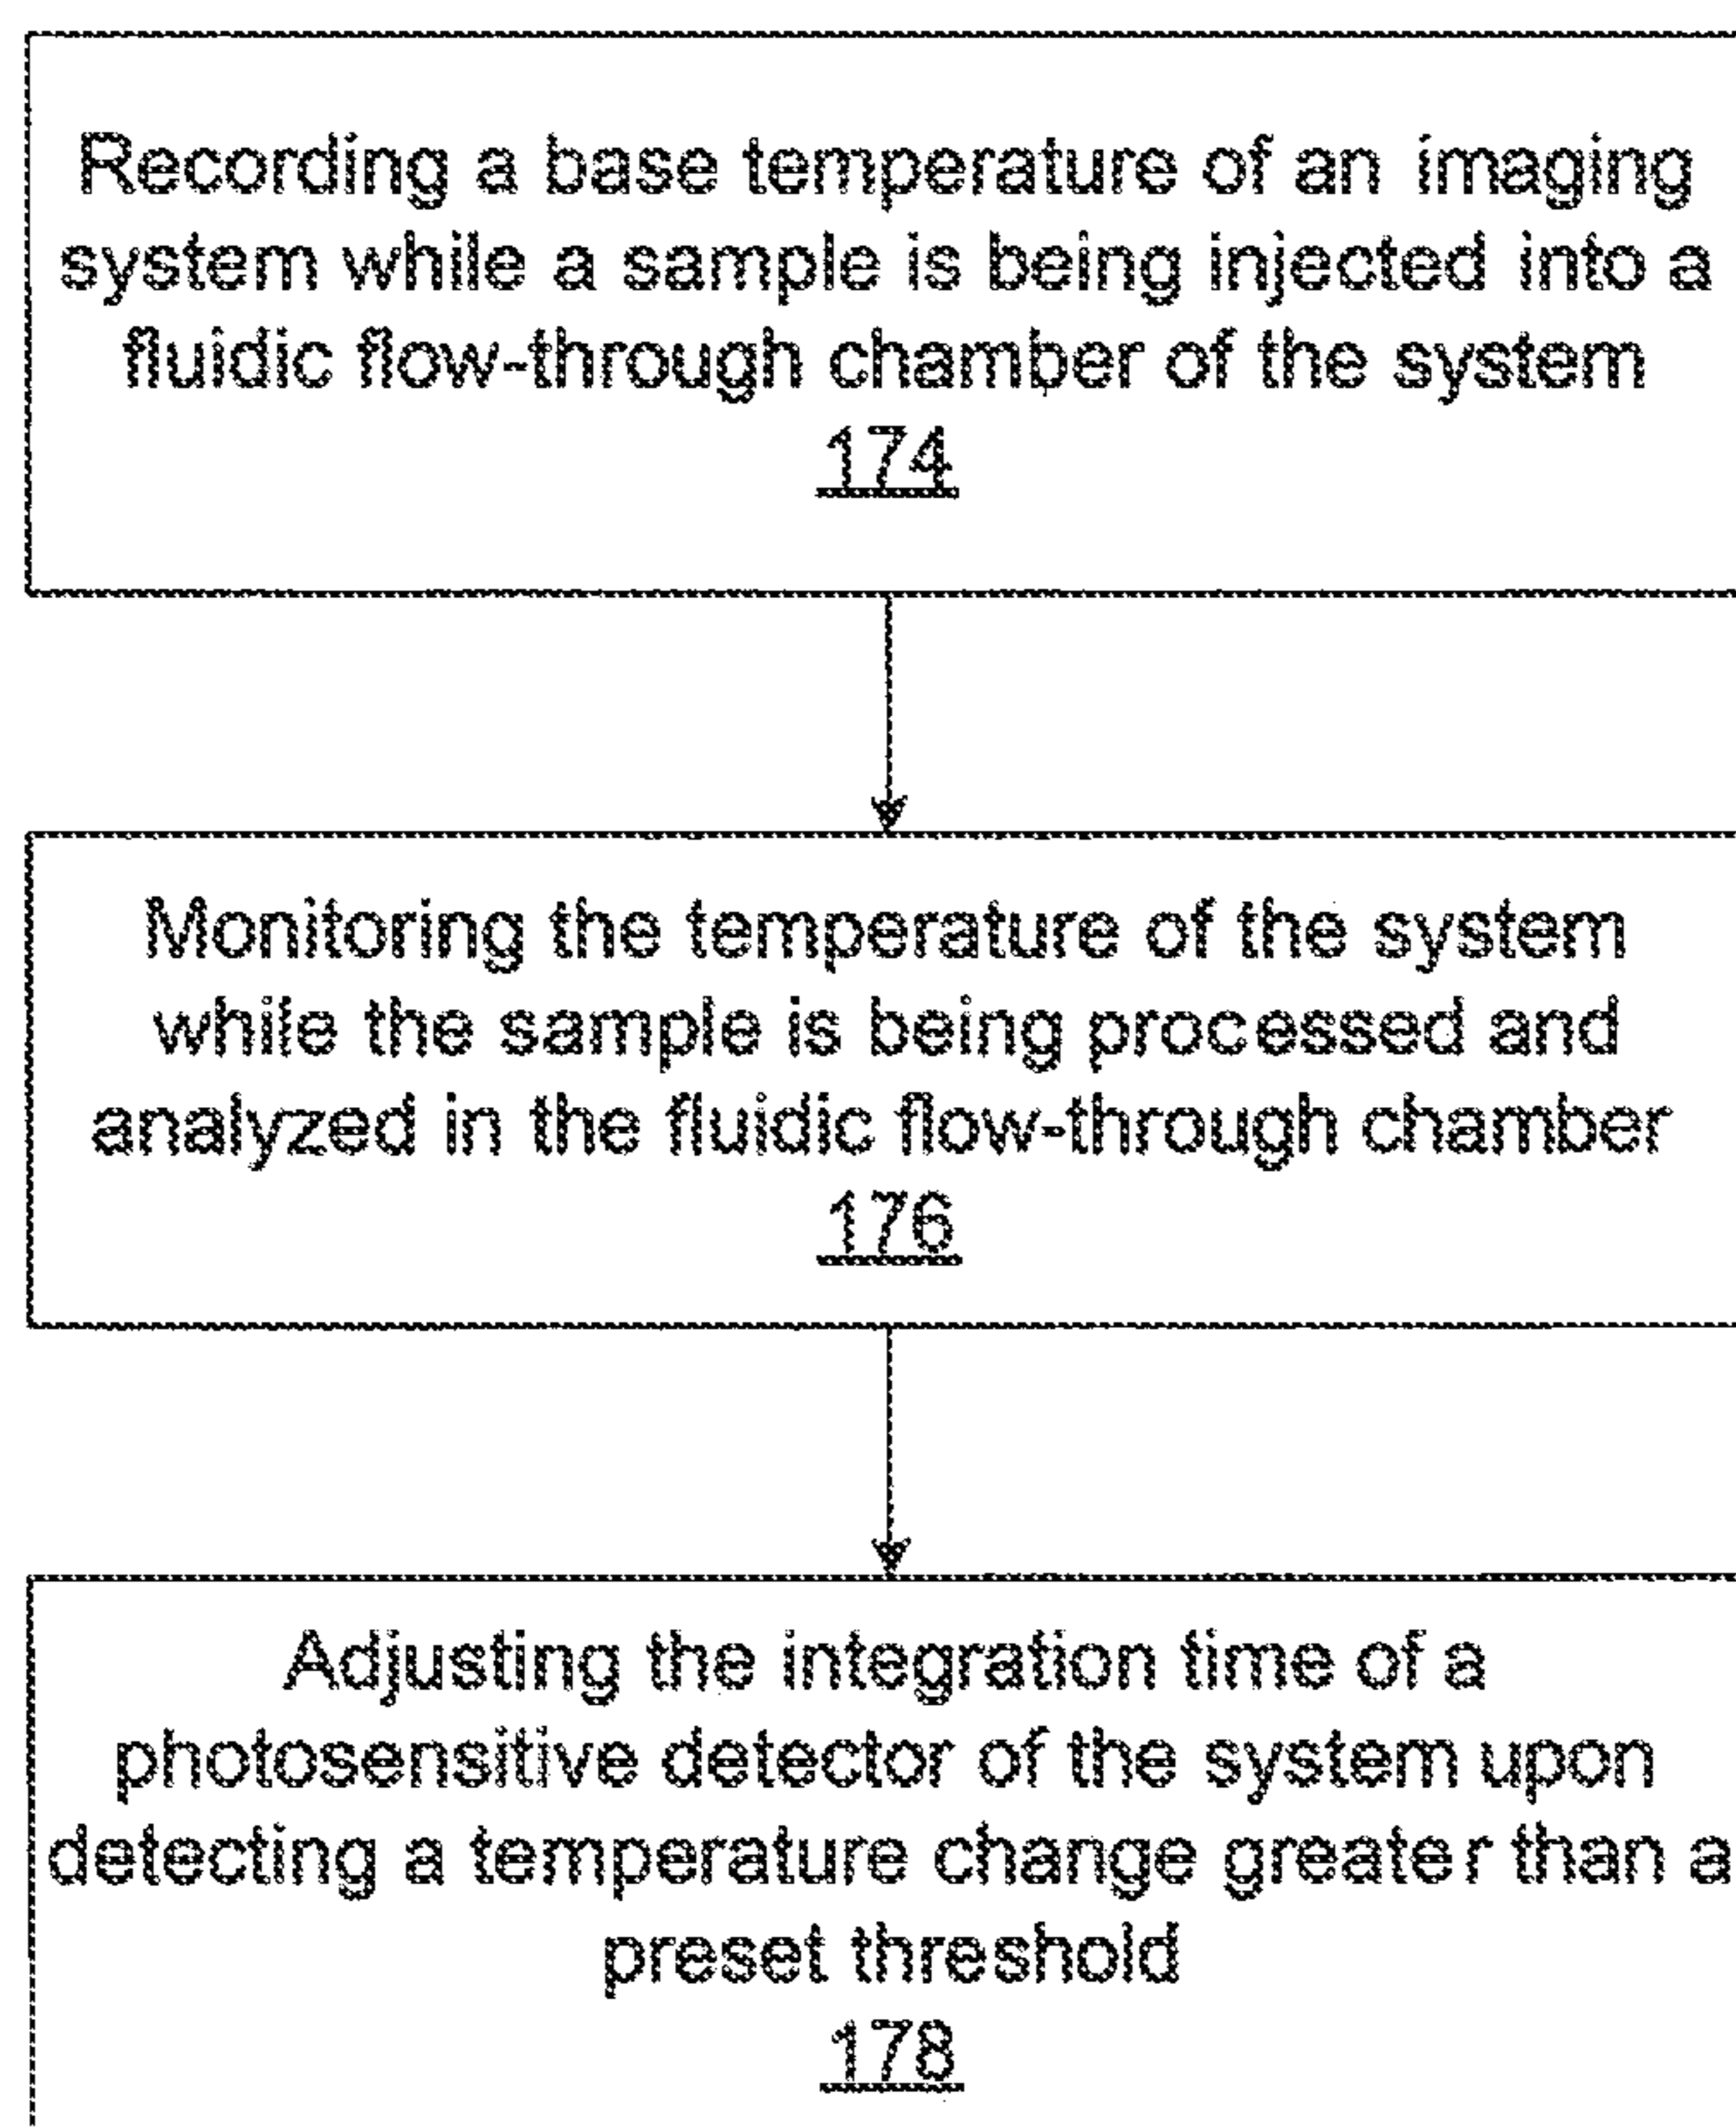 Recording a base temperature of an imaging
system while a sample is being injected into a
fluidic flow-through chamber of the system
174
Monitoring the temperature of the system
while the sample is being processed and
analyzed in the fluidic flow-through chamber
176
Adjusting the integration time of a
photosensitive detector of the system upon
detecting a temperature change greater than a
preset threshold
178